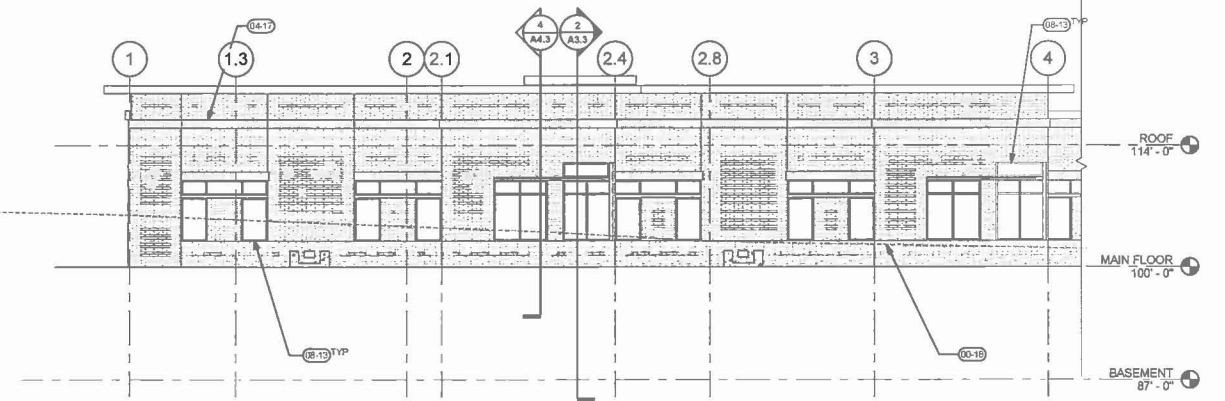 04-17
08-13 TYP
4
A4.3
2
A3.3
1
1.3
2
2.1
2.4
2.8
3
4
ROOF
114' - 0"
MAIN FLOOR
100' - 0"
08-13 TYP
00-18
BASEMENT
87' - 0"